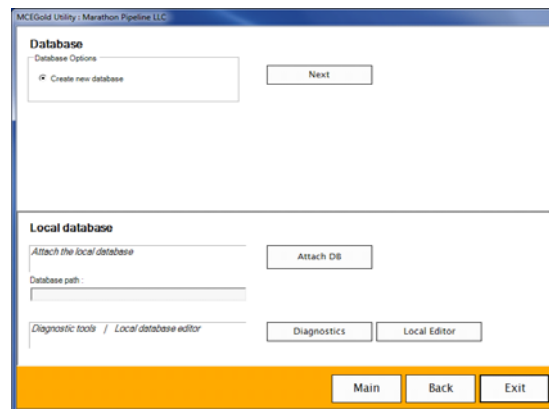 MCEGold Utility : Marathon Pipeline LLC
Database
Database Options
Create new database
Next
Local database
Attach the local database
Attach DB
Database path :
Diagnostic tools / Local database editor
Diagnostics
Local Editor
Main
Back
Exit